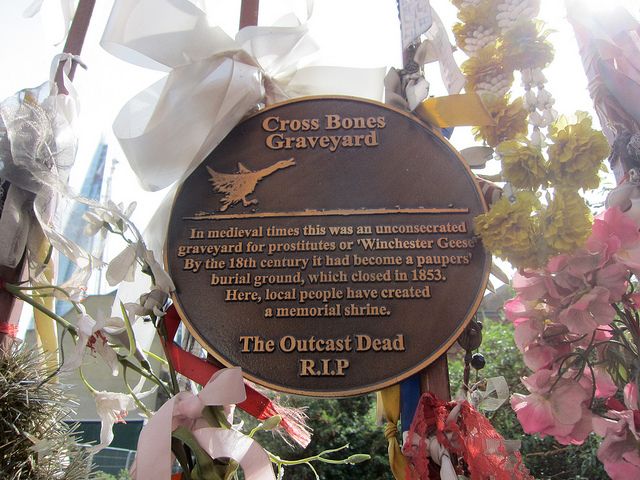 Cross Bones
Graveyard
In medieval times this was an unconsecrated
graveyard for prostitutes or 'Winchester Geese'
By the 18th century it had become a paupers'
burial ground, which closed in 1853.
Here, local people have created
a memorial shrine.
The Outcast Dead
R.I.P